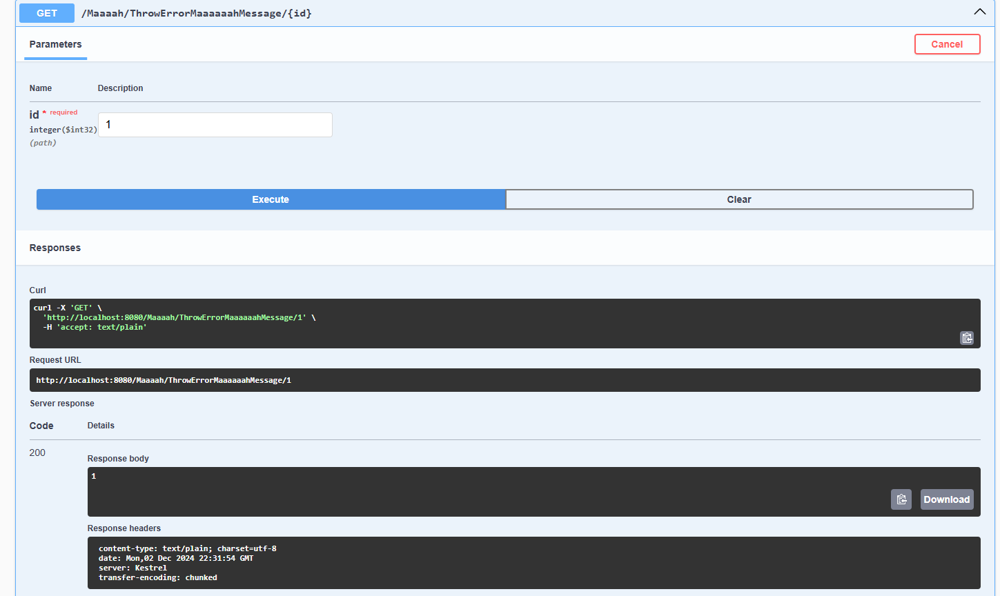 GET /Maaaah/ThrowErrorMaaaaaahMessage/{id}
Parameters
Cancel
Name Description
id * required
integer($int32)
(path)
1
Execute Clear
Responses
Curl
curl -X 'GET' \
'http://localhost:8080/Maaaah/ThrowErrorMaaaaaahMessage/1' \
-H 'accept: text/plain'
Request URL
http://localhost:8080/Maaaah/ThrowErrorMaaaaaahMessage/1
Server response
Code Details
200
Response body
1
Download
Response headers
content-type: text/plain; charset=utf-8
date: Mon,02 Dec 2024 22:31:54 GMT
server: Kestrel
transfer-encoding: chunked